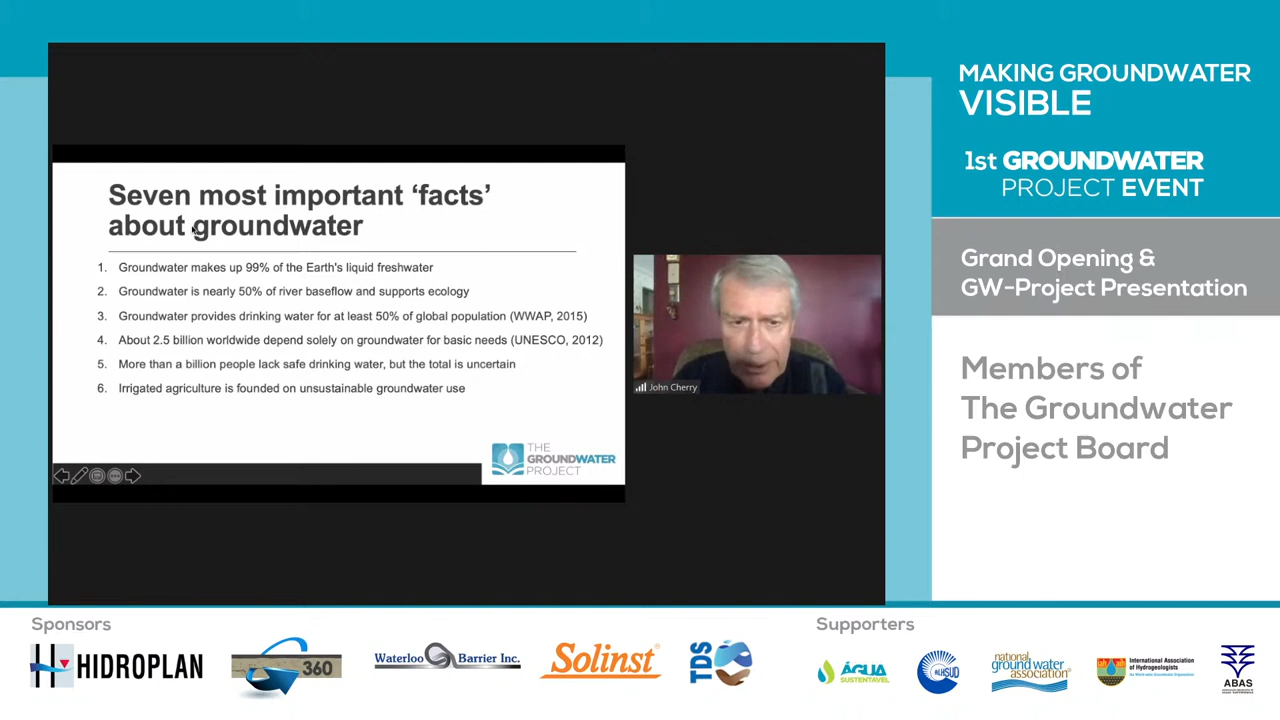 MAKING GROUNDWATER
VISIBLE
1st GROUNDWATER
PROJECT EVENT
Grand Opening &
GW-Project Presentation
Members of
The Groundwater
Project Board
Seven most important ‘facts’
about groundwater
1. Groundwater makes up 99% of the Earth's liquid freshwater
2. Groundwater is nearly 50% of river baseflow and supports ecology
3. Groundwater provides drinking water for at least 50% of global population (WWAP, 2015)
4. About 2.5 billion worldwide depend solely on groundwater for basic needs (UNESCO, 2012)
5. More than a billion people lack safe drinking water, but the total is uncertain
6. Irrigated agriculture is founded on unsustainable groundwater use
THE
GROUNDWATER
PROJECT
John Cherry
Sponsors
HIDROPLAN
360
Waterloo Barrier Inc.
Solinst
TDS
Supporters
ÁGUA
SUSTENTÁVEL
ALHSUD
national
ground water
association
International Association
of Hydrogeologists
ABAS